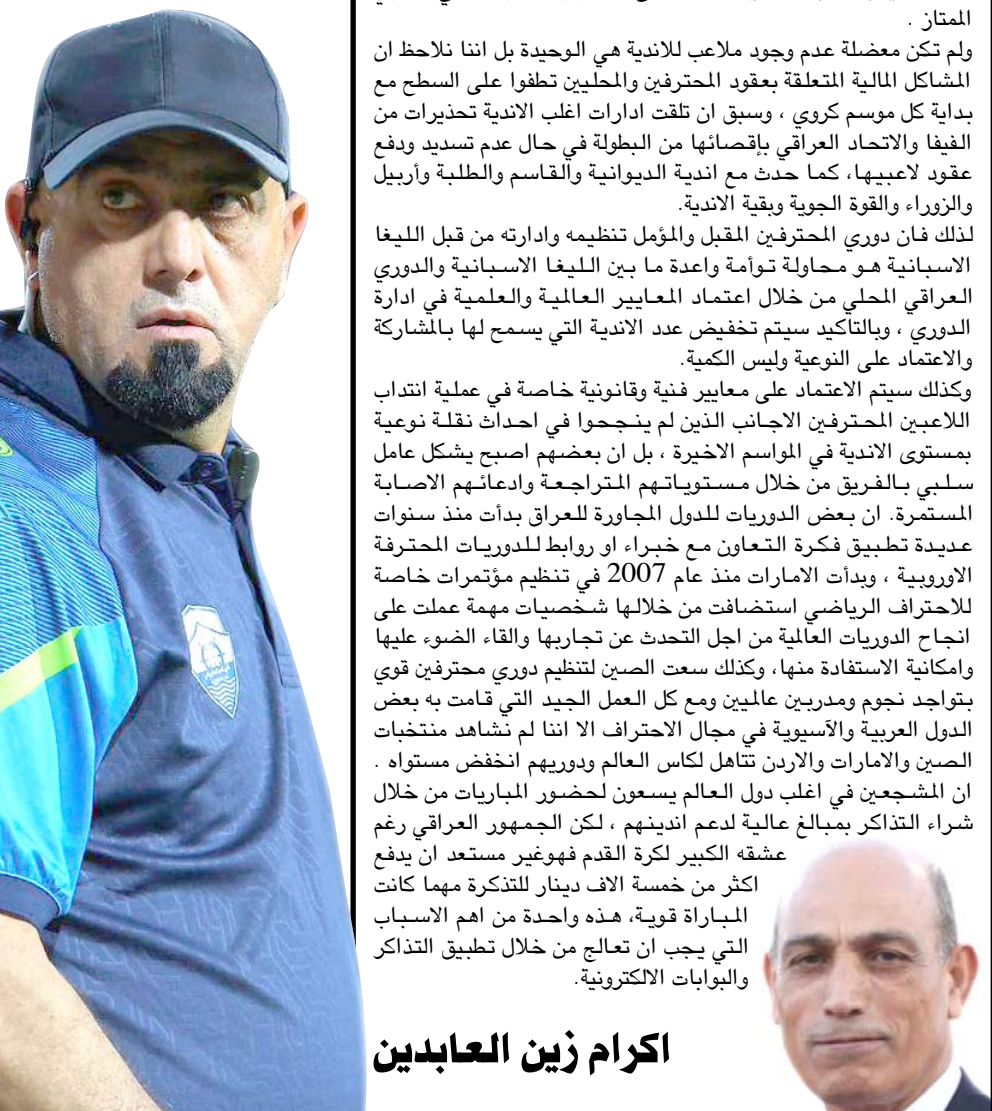 الممتاز .
ولم تكن معضلة عدم وجود ملاعب للاندية هي الوحيدة بل اننا نلاحظ ان
المشاكل المالية المتعلقة بعقود المحترفين والمحليين تطفوا على السطح مع
بداية كل موسم كروي ، وسبق ان تلقت ادارات اغلب الاندية تحذيرات من
الفيفا والاتحاد العراقي بإقصائها من البطولة في حال عدم تسديد ودفع
عقود لاعبيها، كما حدث مع اندية الديوانية والقاسم والطلبة وأربيل
والزوراء والقوة الجوية وبقية الاندية.
لذلك فان دوري المحترفين المقبل والمؤمل تنظيمه وادارته من قبل الليغا
الاسبانية هو محاولة توأمة واعدة ما بين الليغا الاسبانية والدوري
العراقي المحلي من خلال اعتماد المعايير العالمية والعلمية في ادارة
الدوري ، وبالتاكيد سيتم تخفيض عدد الاندية التي يسمح لها بالمشاركة
والاعتماد على النوعية وليس الكمية.
وكذلك سيتم الاعتماد على معايير فنية وقانونية خاصة في عملية انتداب
اللاعبين المحترفين الاجانب الذين لم ينجحوا في احداث نقلة نوعية
بمستوى الاندية في المواسم الاخيرة ، بل ان بعضهم اصبح يشكل عامل
سلبي بالفريق من خلال مستوياتهم المتراجعة وادعائهم الاصابة
المستمرة. ان بعض الدوريات للدول المجاورة للعراق بدأت منذ سنوات
عديدة تطبيق فكرة التعاون مع خبراء او روابط للدوريات المحترفة
الاوروبية ، وبدأت الامارات منذ عام 2007 في تنظيم مؤتمرات خاصة
للاحتراف الرياضي استضافت من خلالها شخصيات مهمة عملت على
انجاح الدوريات العالمية من اجل التحدث عن تجاربها والقاء الضوء عليها
وامكانية الاستفادة منها، وكذلك سعت الصين لتنظيم دوري محترفين قوي
بتواجد نجوم ومدربين عالميين ومع كل العمل الجيد التي قامت به بعض
الدول العربية والآسيوية في مجال الاحتراف الا اننا لم نشاهد منتخبات
الصين والامارات والاردن تتاهل لكاس العالم ودوريهم انخفض مستواه .
ان المشجعين في اغلب دول العالم يسعون لحضور المباريات من خلال
شراء التذاكر بمبالغ عالية لدعم انديتهم ، لكن الجمهور العراقي رغم
عشقه الكبير لكرة القدم فهوغير مستعد ان يدفع
اكثر من خمسة الاف دينار للتذكرة مهما كانت
المباراة قوية، هذه واحدة من اهم الاسباب
التي يجب ان تعالج من خلال تطبيق التذاكر
والبوابات الالكترونية.
اكرام زين العابدين